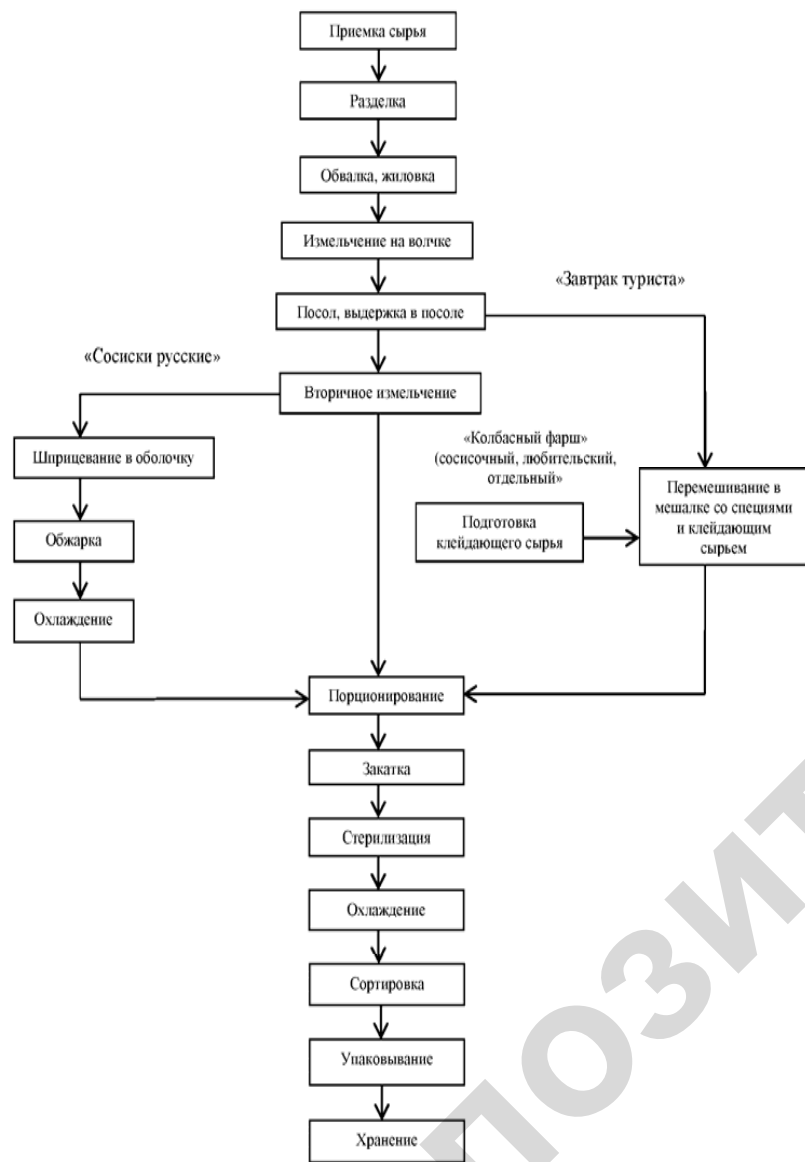 Приемка сырья
Разделка
Обвалка, жиловка
Измельчение на волчке
«Завтрак туриста»
Посол, выдержка в посоле
«Сосиски русские»
Вторичное измельчение
Шприцевание в оболочку
«Колбасный фарш»
(сосисочный, любительский,
отдельный»
Перемешивание в
мешалке со специями
и клейдающим
сырьем
Подготовка
клейдающего сырья
Обжарка
Охлаждение
Порционирование
Закатка
Стерилизация
Охлаждение
Сортировка
Упаковывание
Хранение
ПОЗИТ